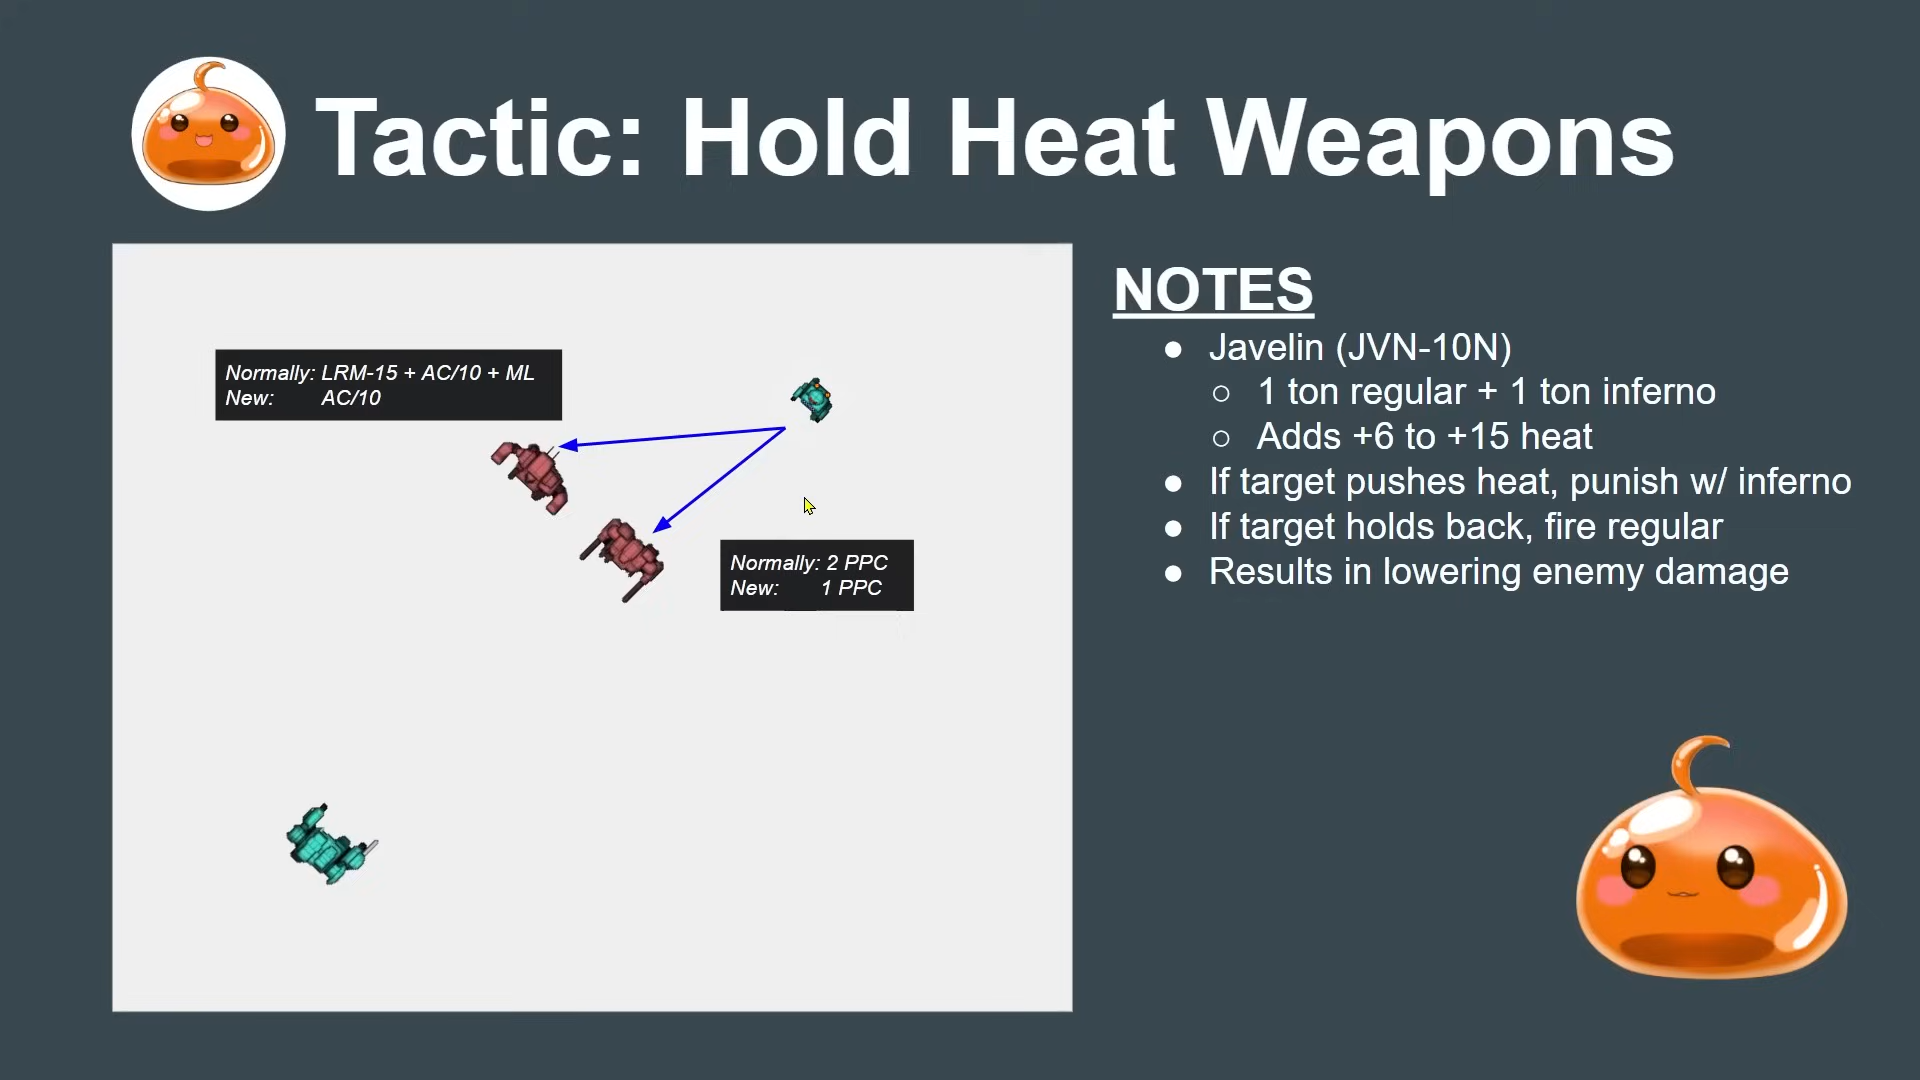 Tactic: Hold Heat Weapons
Normally: LRM-15 + AC/10 + ML
New: AC/10
Normally: 2 PPC
New: 1 PPC
NOTES
● Javelin (JVN-10N)
○ 1 ton regular + 1 ton inferno
○ Adds +6 to +15 heat
● If target pushes heat, punish w/ inferno
● If target holds back, fire regular
● Results in lowering enemy damage